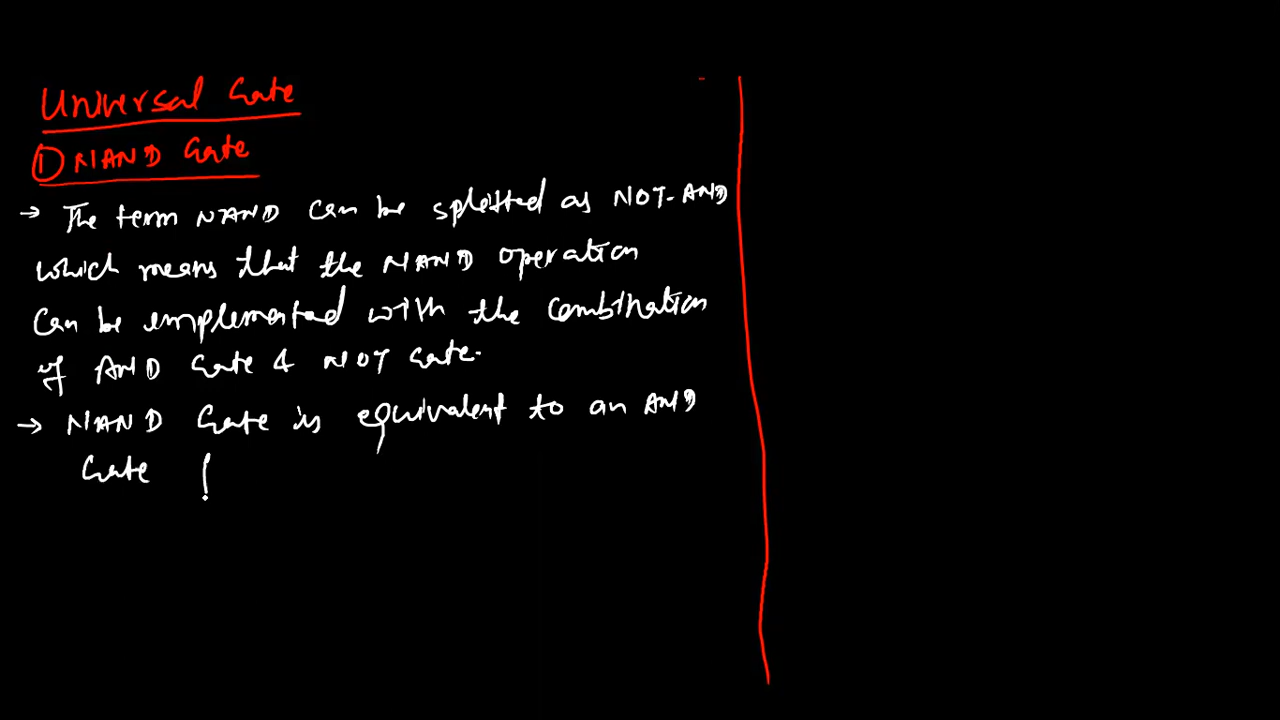 Universal Gate
① NAND Gate
→ The term NAND can be splitted as NOT-AND
which means that the NAND operation
can be implemented with the combination
of AND Gate & NOT Gate.
→ NAND Gate is equivalent to an AND
Gate